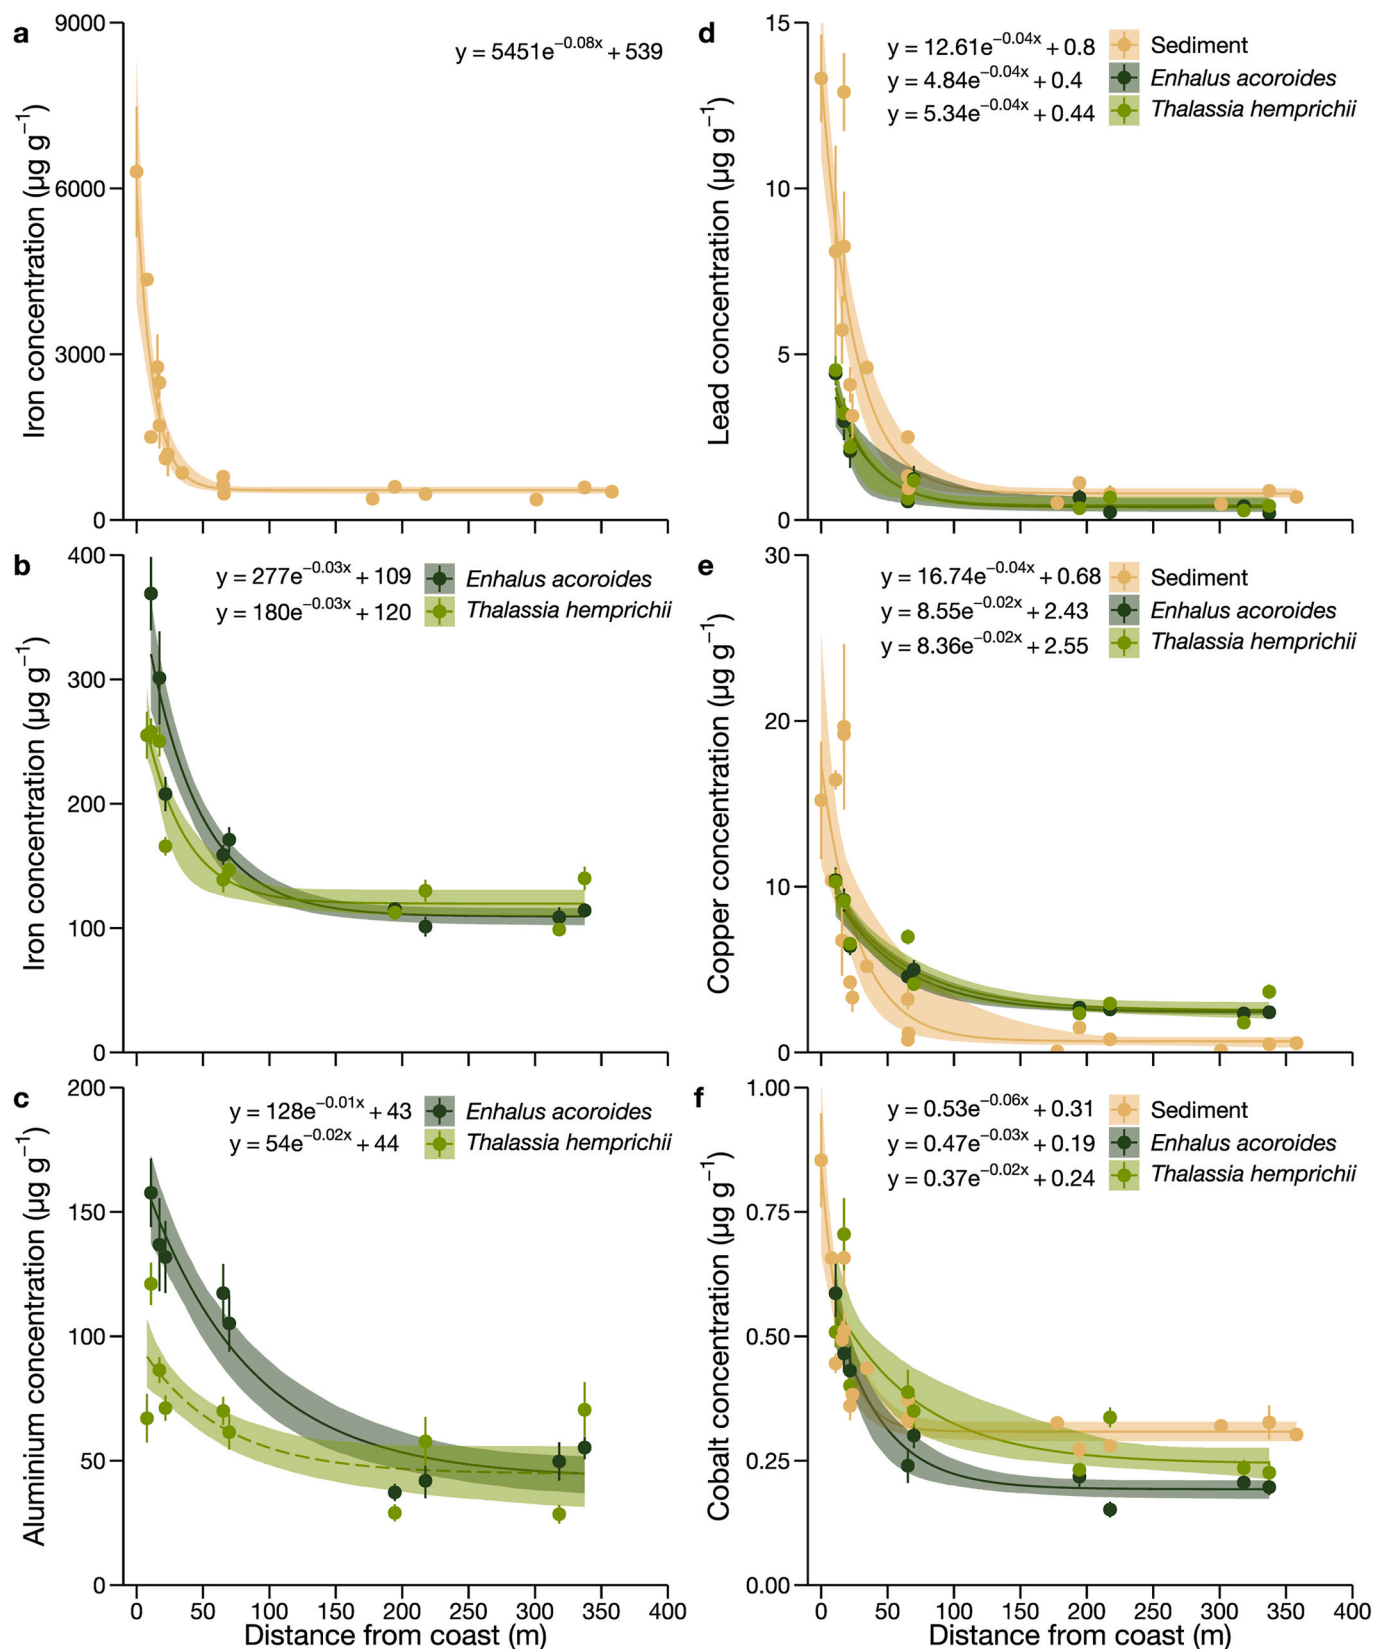 a
y = 5451e−0.08x + 539
Iron concentration (µg g−1)
9000
6000
3000
0
b
y = 277e−0.03x + 109 Enhalus acoroides
y = 180e−0.03x + 120 Thalassia hemprichii
Iron concentration (µg g−1)
400
300
200
100
0
c
y = 128e−0.01x + 43 Enhalus acoroides
y = 54e−0.02x + 44 Thalassia hemprichii
Aluminium concentration (µg g−1)
200
150
100
50
0
0 50 100 150 200 250 300 350 400
Distance from coast (m)
d
y = 12.61e−0.04x + 0.8 Sediment
y = 4.84e−0.04x + 0.4 Enhalus acoroides
y = 5.34e−0.04x + 0.44 Thalassia hemprichii
Lead concentration (µg g−1)
15
10
5
0
e
y = 16.74e−0.04x + 0.68 Sediment
y = 8.55e−0.02x + 2.43 Enhalus acoroides
y = 8.36e−0.02x + 2.55 Thalassia hemprichii
Copper concentration (µg g−1)
30
20
10
0
f
y = 0.53e−0.06x + 0.31 Sediment
y = 0.47e−0.03x + 0.19 Enhalus acoroides
y = 0.37e−0.02x + 0.24 Thalassia hemprichii
Cobalt concentration (µg g−1)
1.00
0.75
0.50
0.25
0.00
0 50 100 150 200 250 300 350 400
Distance from coast (m)